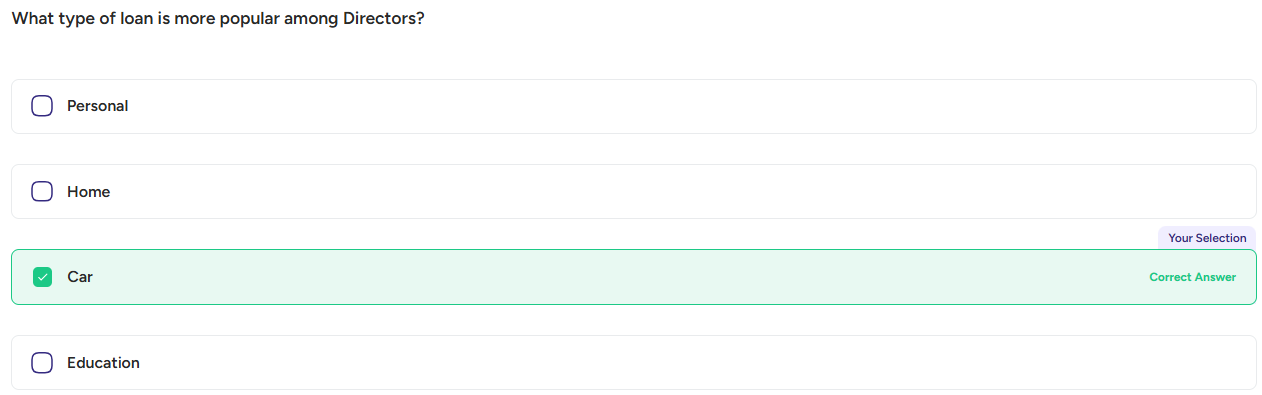 What type of loan is more popular among Directors?
Personal
Home
Your Selection
Car
Correct Answer
Education